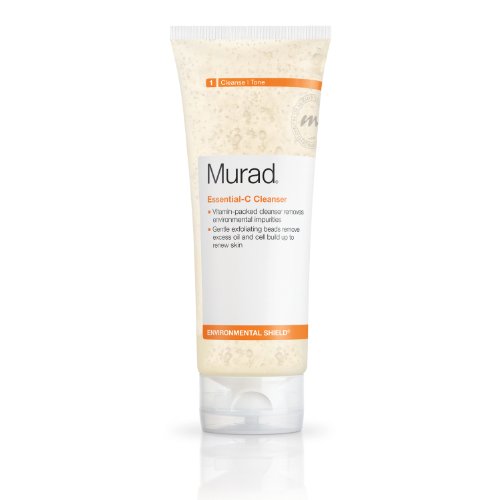 1 Cleanse | Tone
m
Murad®
Essential-C Cleanser
• Vitamin-packed cleanser removes
environmental impurities
• Gentle exfoliating beads remove
excess oil and cell build up to
renew skin
ENVIRONMENTAL SHIELD®